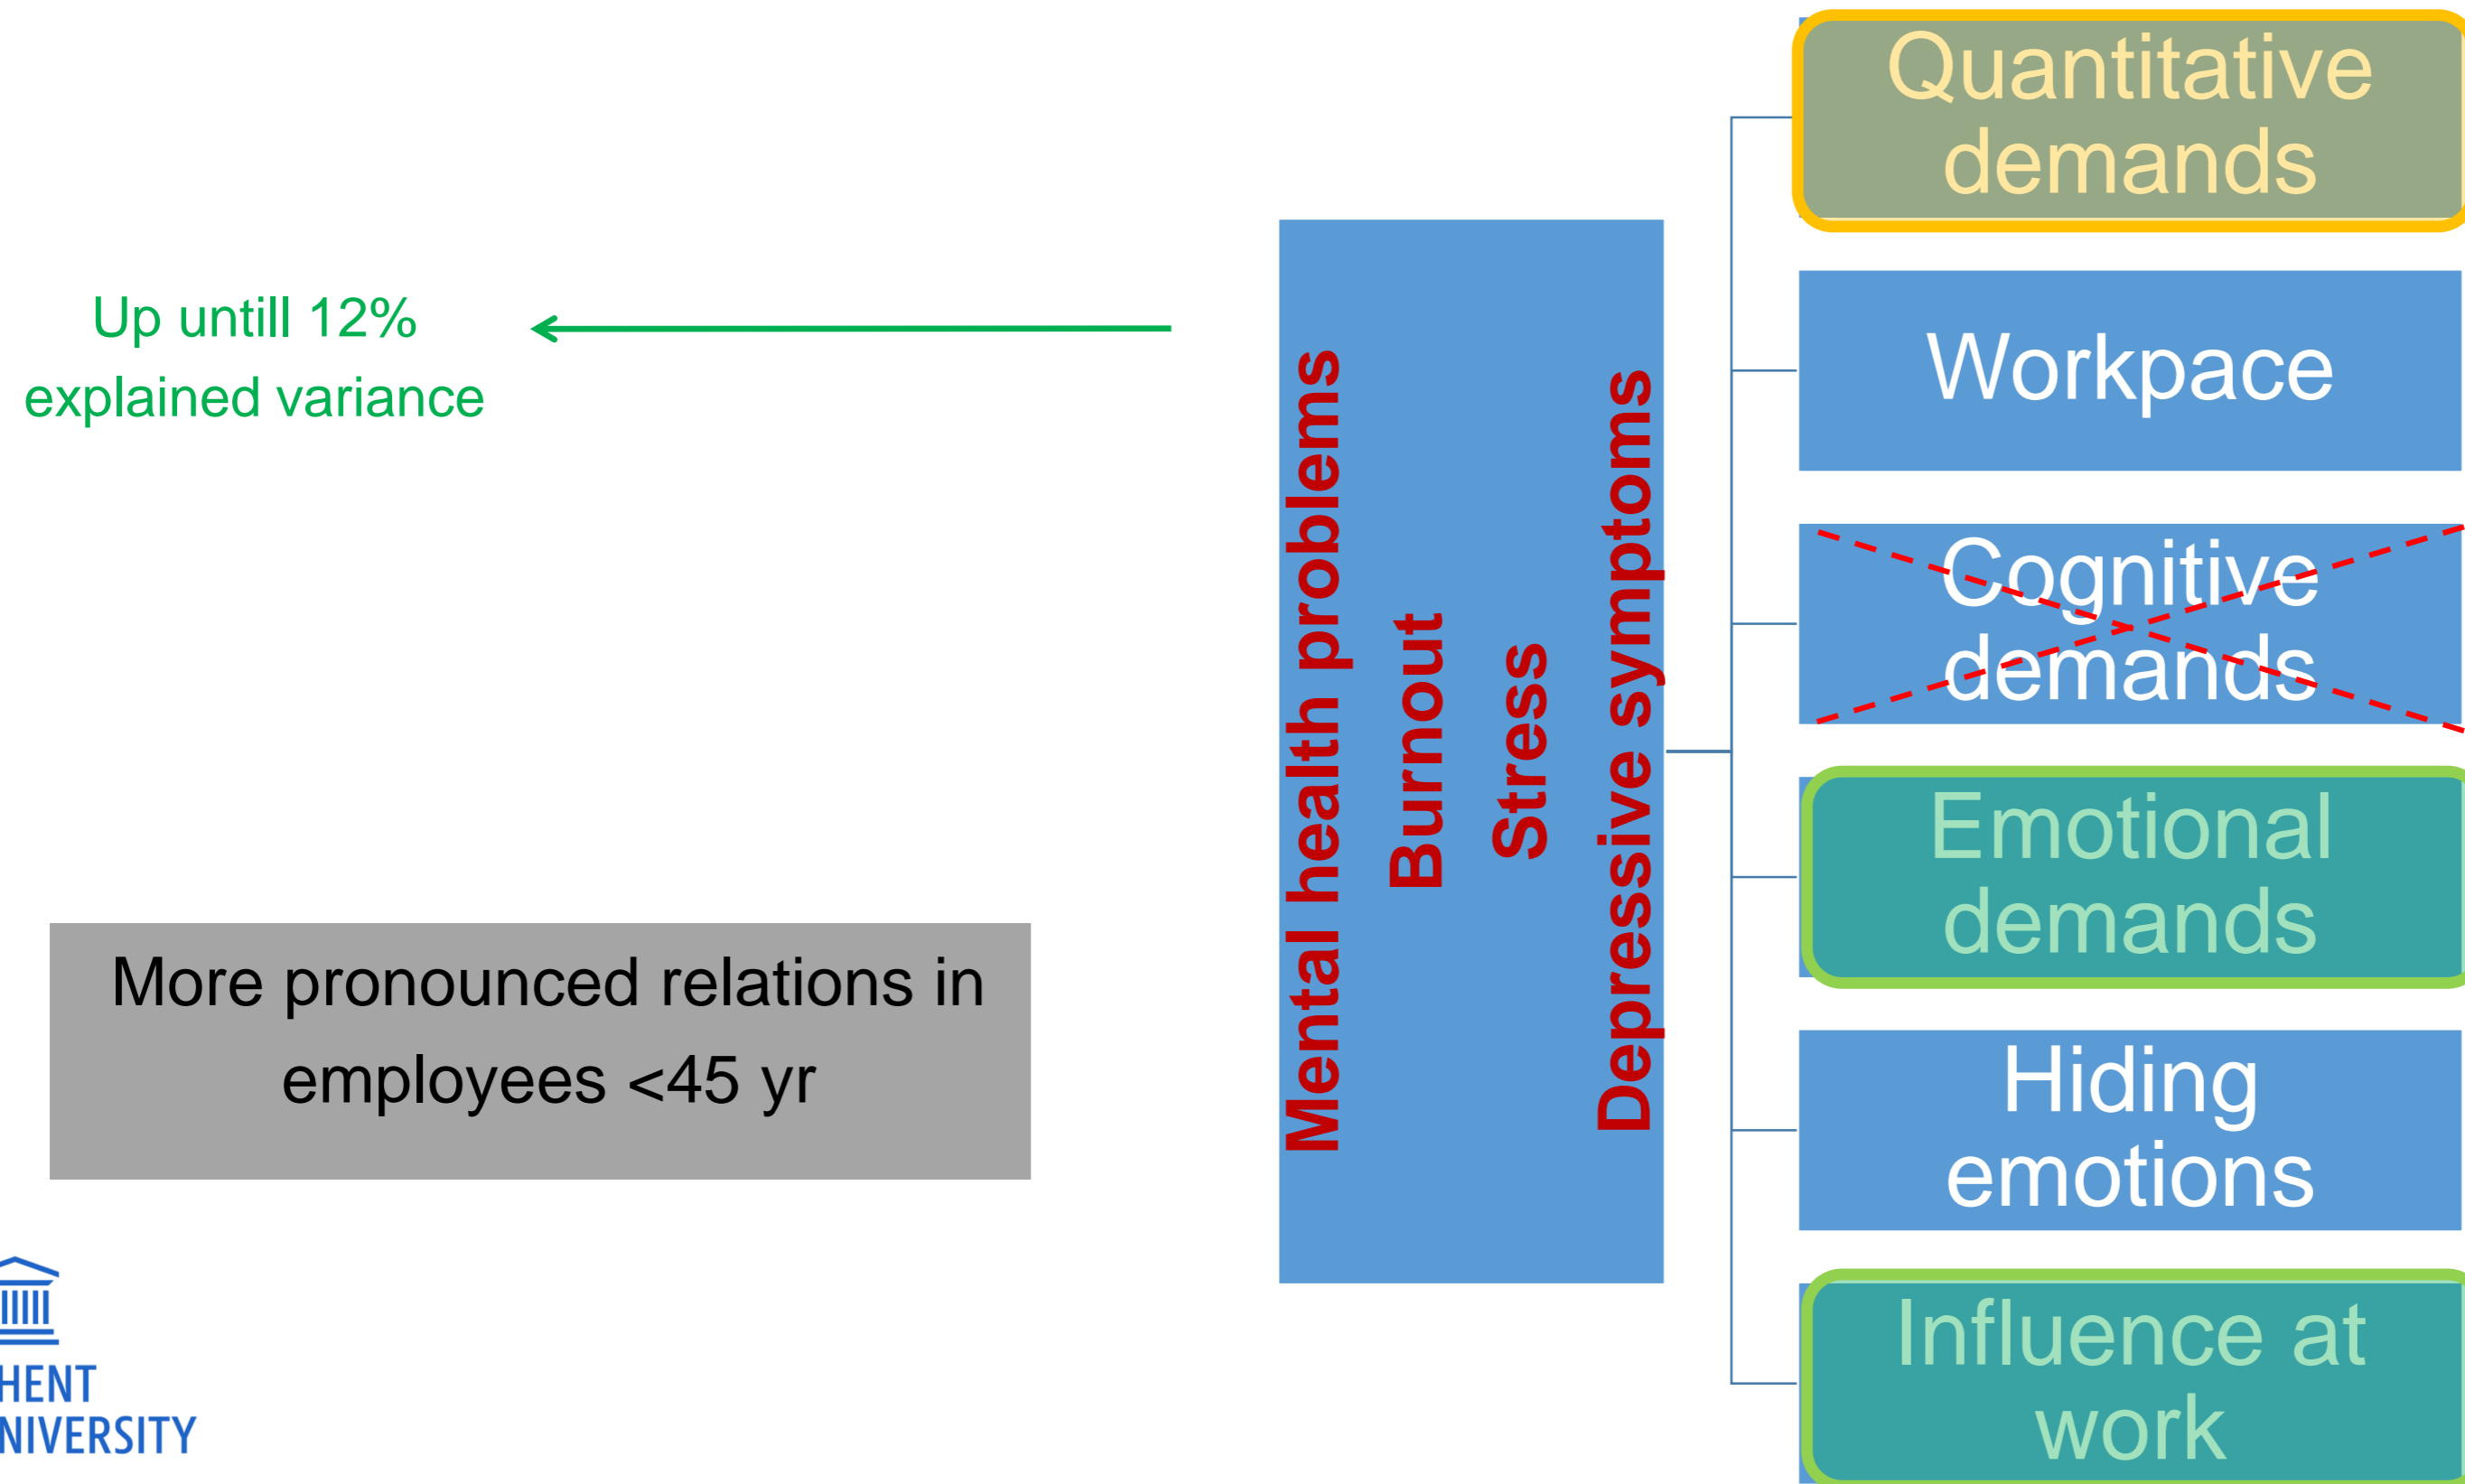 Up untill 12%
explained variance
More pronounced relations in
employees <45 yr
HENT
NIVERSITY
Mental health problems
Burnout
Stress
Depressive symptoms
Quantitative
demands
Workpace
Cognitive
demands
Emotional
demands
Hiding
emotions
Influence at
work